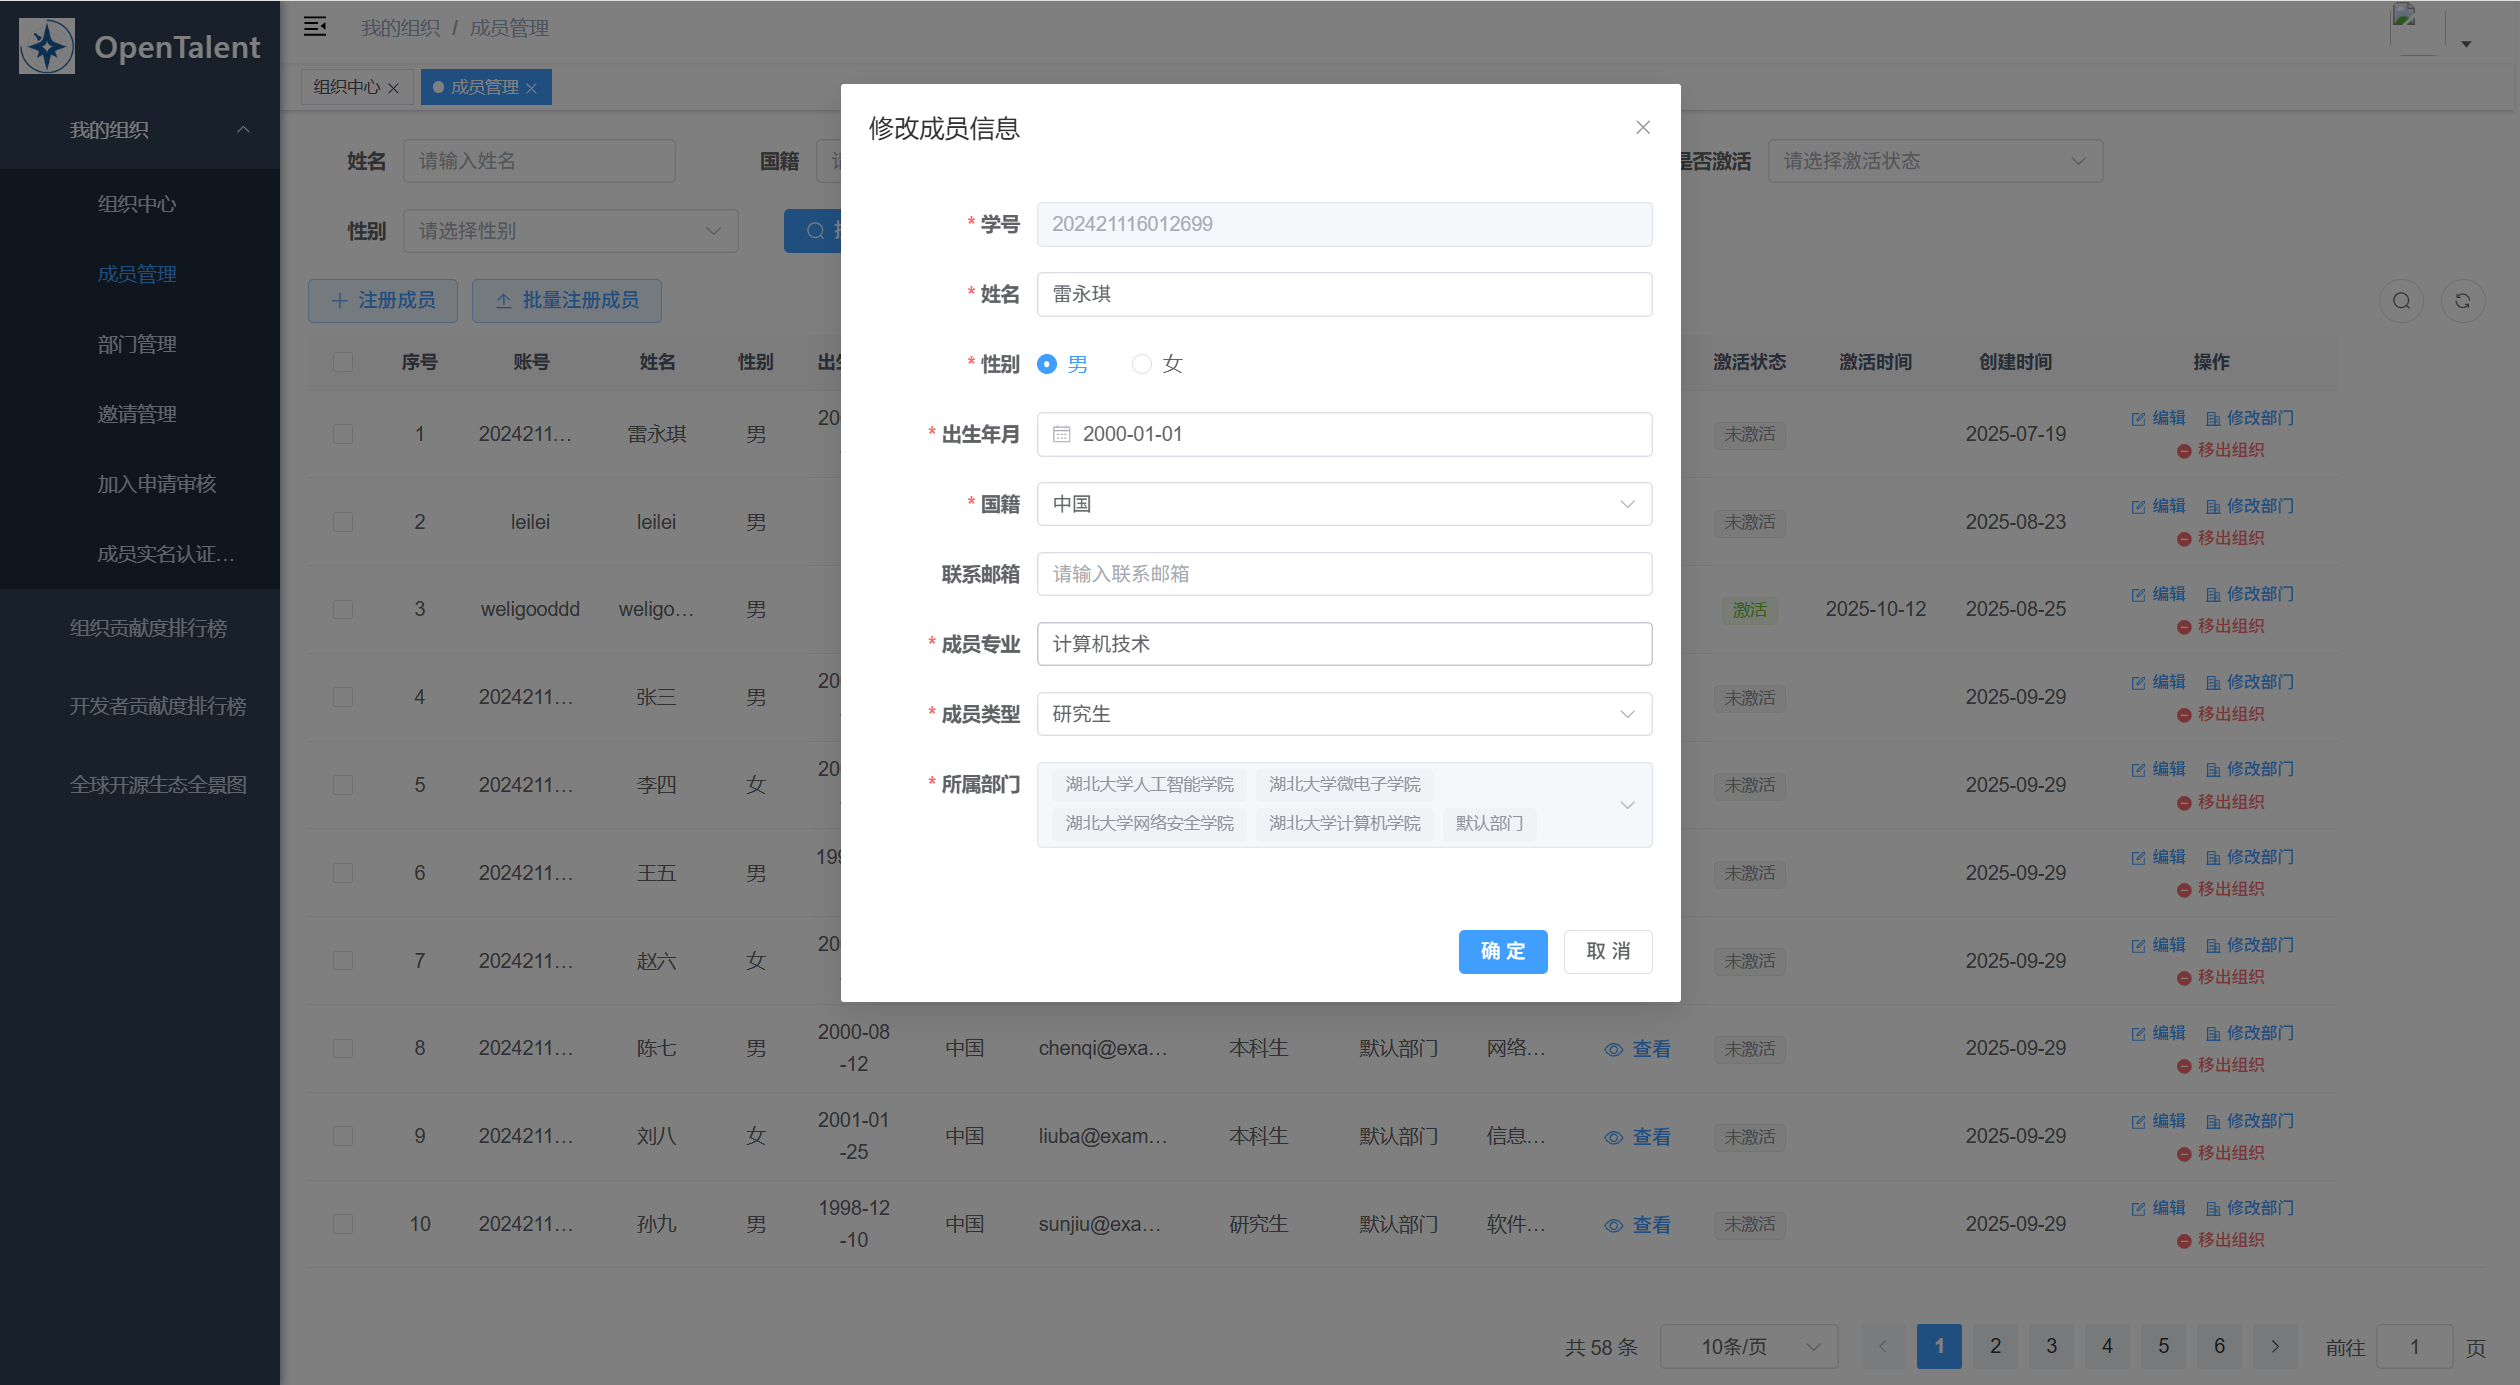 OpenTalent
我的组织
组织中心
成员管理
部门管理
邀请管理
加入申请审核
成员实名认证...
组织贡献度排行榜
开发者贡献度排行榜
全球开源生态全景图
我的组织 / 成员管理
组织中心 成员管理
姓名 请输入姓名 国籍 是否激活 请选择激活状态
性别 请选择性别
注册成员 批量注册成员
序号 账号 姓名 性别 激活状态 激活时间 创建时间 操作
1 2024211... 雷永琪 男 未激活 2025-07-19 编辑 修改部门 移出组织
2 leilei leilei 男 未激活 2025-08-23 编辑 修改部门 移出组织
3 weligooddd weligo... 男 激活 2025-10-12 2025-08-25 编辑 修改部门 移出组织
4 2024211... 张三 男 未激活 2025-09-29 编辑 修改部门 移出组织
5 2024211... 李四 女 未激活 2025-09-29 编辑 修改部门 移出组织
6 2024211... 王五 男 未激活 2025-09-29 编辑 修改部门 移出组织
7 2024211... 赵六 女 未激活 2025-09-29 编辑 修改部门 移出组织
8 2024211... 陈七 男 2000-08-12 中国 chenqi@exa... 本科生 默认部门 网络... 查看 未激活 2025-09-29 编辑 修改部门 移出组织
9 2024211... 刘八 女 2001-01-25 中国 liuba@exam... 本科生 默认部门 信息... 查看 未激活 2025-09-29 编辑 修改部门 移出组织
10 2024211... 孙九 男 1998-12-10 中国 sunjiu@exa... 研究生 默认部门 软件... 查看 未激活 2025-09-29 编辑 修改部门 移出组织
共 58 条 10条/页 1 2 3 4 5 6 前往 1 页
修改成员信息
* 学号 202421116012699
* 姓名 雷永琪
* 性别 男 女
* 出生年月 2000-01-01
* 国籍 中国
联系邮箱 请输入联系邮箱
* 成员专业 计算机技术
* 成员类型 研究生
* 所属部门 湖北大学人工智能学院 湖北大学微电子学院
湖北大学网络安全学院 湖北大学计算机学院 默认部门
确 定 取 消